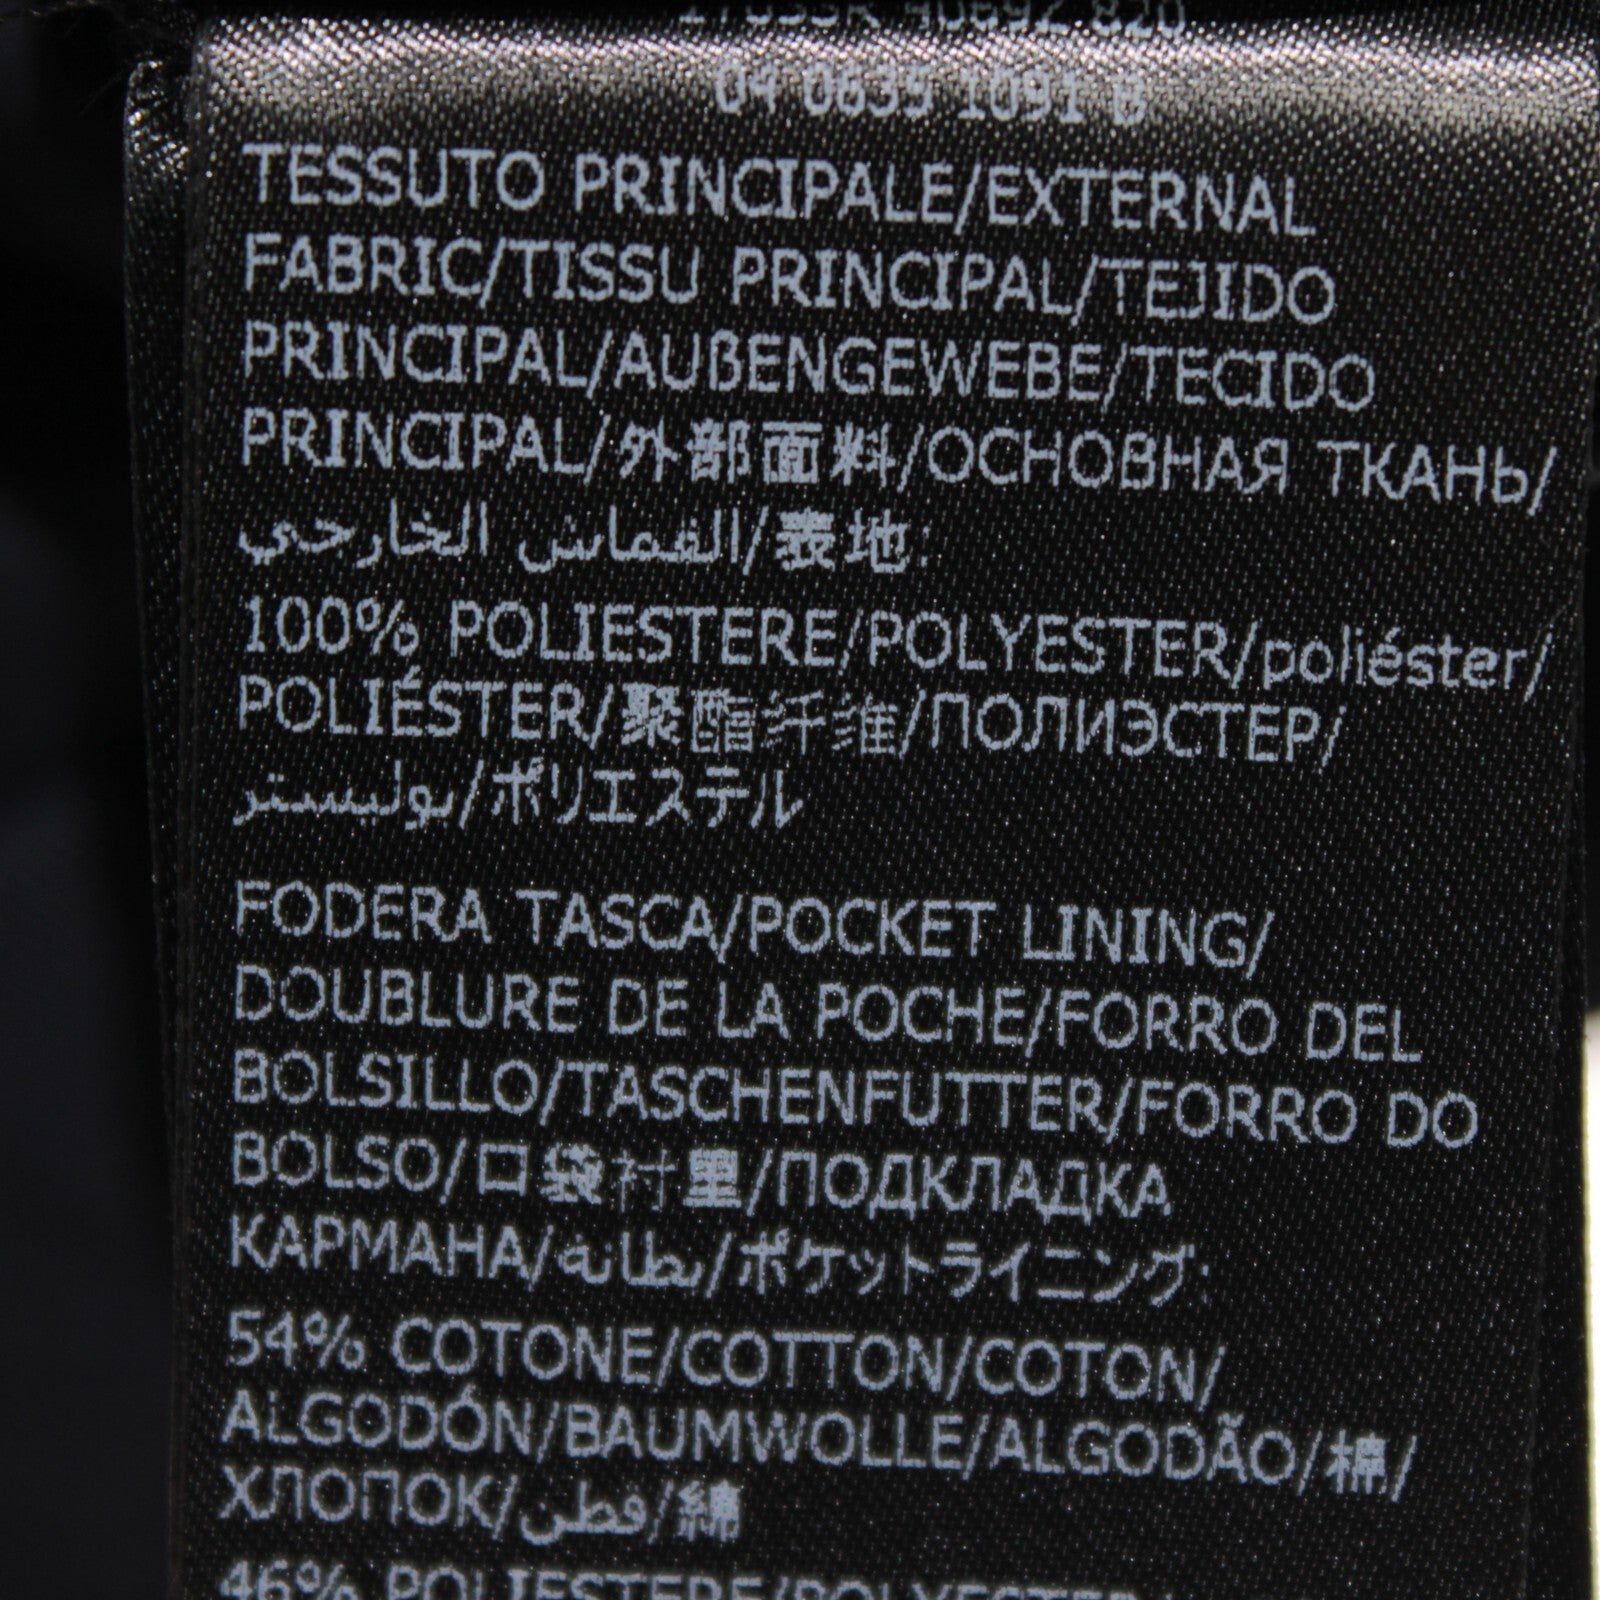 04 0635 1091 B
TESSUTO PRINCIPALE/EXTERNAL
FABRIC/TISSU PRINCIPAL/TEJIDO
PRINCIPAL/AUßENGEWEBE/TECIDO
PRINCIPAL/外部面料/ОСНОВНАЯ ТКАНЬ/
القماش الخارجي/表地:
100% POLIESTERE/POLYESTER/poliéster/
POLIÉSTER/聚酯纤维/ПОЛИЭСТЕР/
بوليستر/ポリエステル
FODERA TASCA/POCKET LINING/
DOUBLURE DE LA POCHE/FORRO DEL
BOLSILLO/TASCHENFUTTER/FORRO DO
BOLSO/口袋衬里/ПОДКЛАДКА
КАРМАНА/بطانة/ポケットライニング:
54% COTONE/COTTON/COTON/
ALGODÓN/BAUMWOLLE/ALGODÃO/棉/
ХЛОПОК/قطن/綿
46% POLIESTERE/POLYESTER/